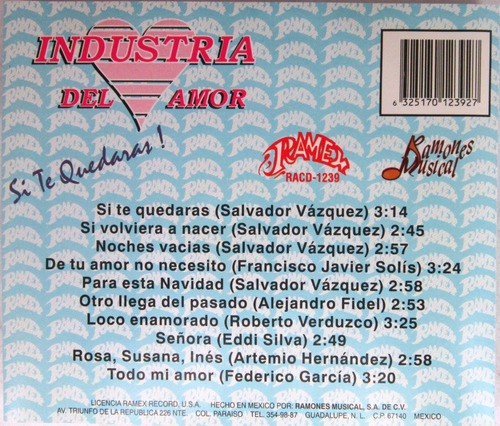 INDUSTRIA
DEL AMOR
Si Te Quedaras!
6 325170 123927
RAMEX
RACD-1239
Ramones
Musical
Si te quedaras (Salvador Vázquez) 3:14
Si volviera a nacer (Salvador Vázquez) 2:45
Noches vacias (Salvador Vázquez) 2:57
De tu amor no necesito (Francisco Javier Solís) 3:24
Para esta Navidad (Salvador Vázquez) 2:58
Otro llega del pasado (Alejandro Fidel) 2:53
Loco enamorado (Roberto Verduzco) 3:25
Señora (Eddi Silva) 2:49
Rosa, Susana, Inés (Artemio Hernández) 2:58
Todo mi amor (Federico García) 3:20
LICENCIA RAMEX RECORD, U.S.A. HECHO EN MEXICO POR: RAMONES MUSICAL, S.A. DE C.V.
AV. TRIUNFO DE LA REPUBLICA 226 NTE. COL. PARAISO TEL. 354-98-87 GUADALUPE, N. L. C.P. 67140 MEXICO